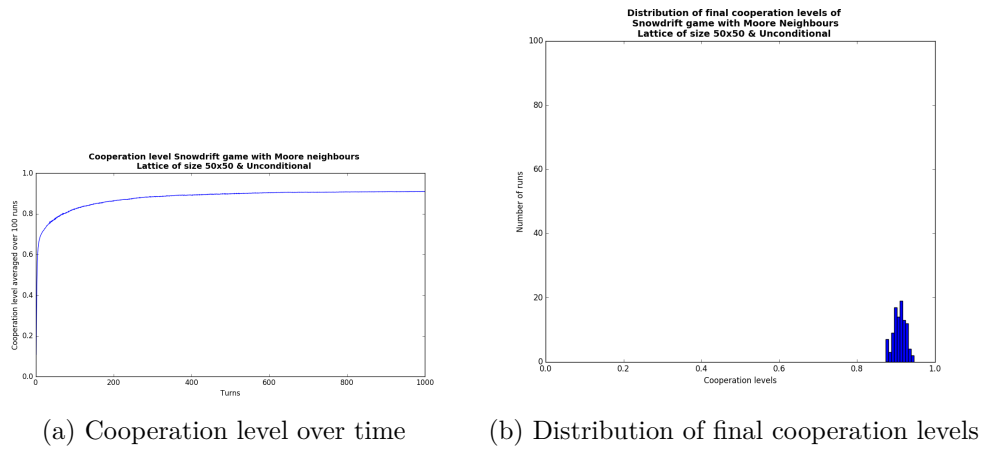 Cooperation level Snowdrift game with Moore neighbours
Lattice of size 50x50 & Unconditional
Cooperation level averaged over 100 runs
1.0
0.8
0.6
0.4
0.2
0.0
0 200 400 600 800 1000
Turns
(a) Cooperation level over time
Distribution of final cooperation levels of
Snowdrift game with Moore Neighbours
Lattice of size 50x50 & Unconditional
Number of runs
100
80
60
40
20
0
0.0 0.2 0.4 0.6 0.8 1.0
Cooperation levels
(b) Distribution of final cooperation levels